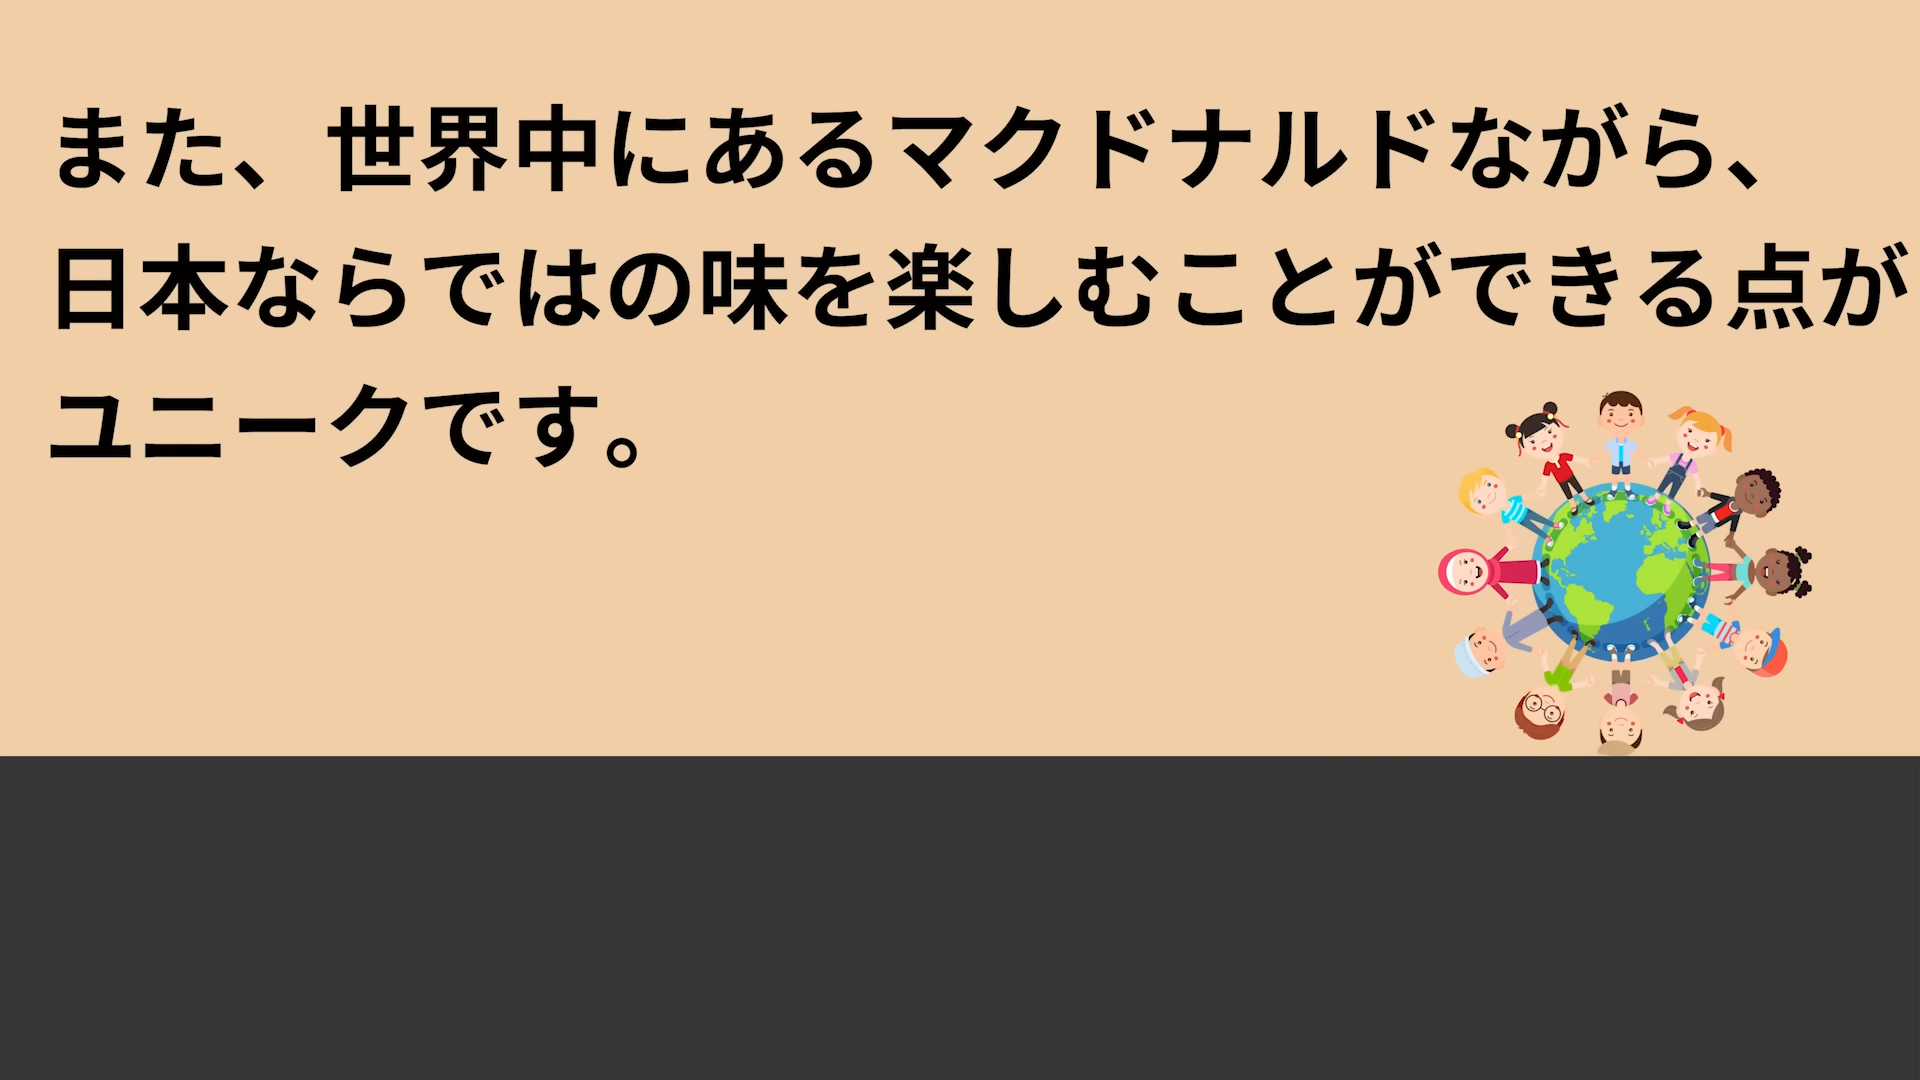 また、世界中にあるマクドナルドながら、
日本ならではの味を楽しむことができる点が
ユニークです。